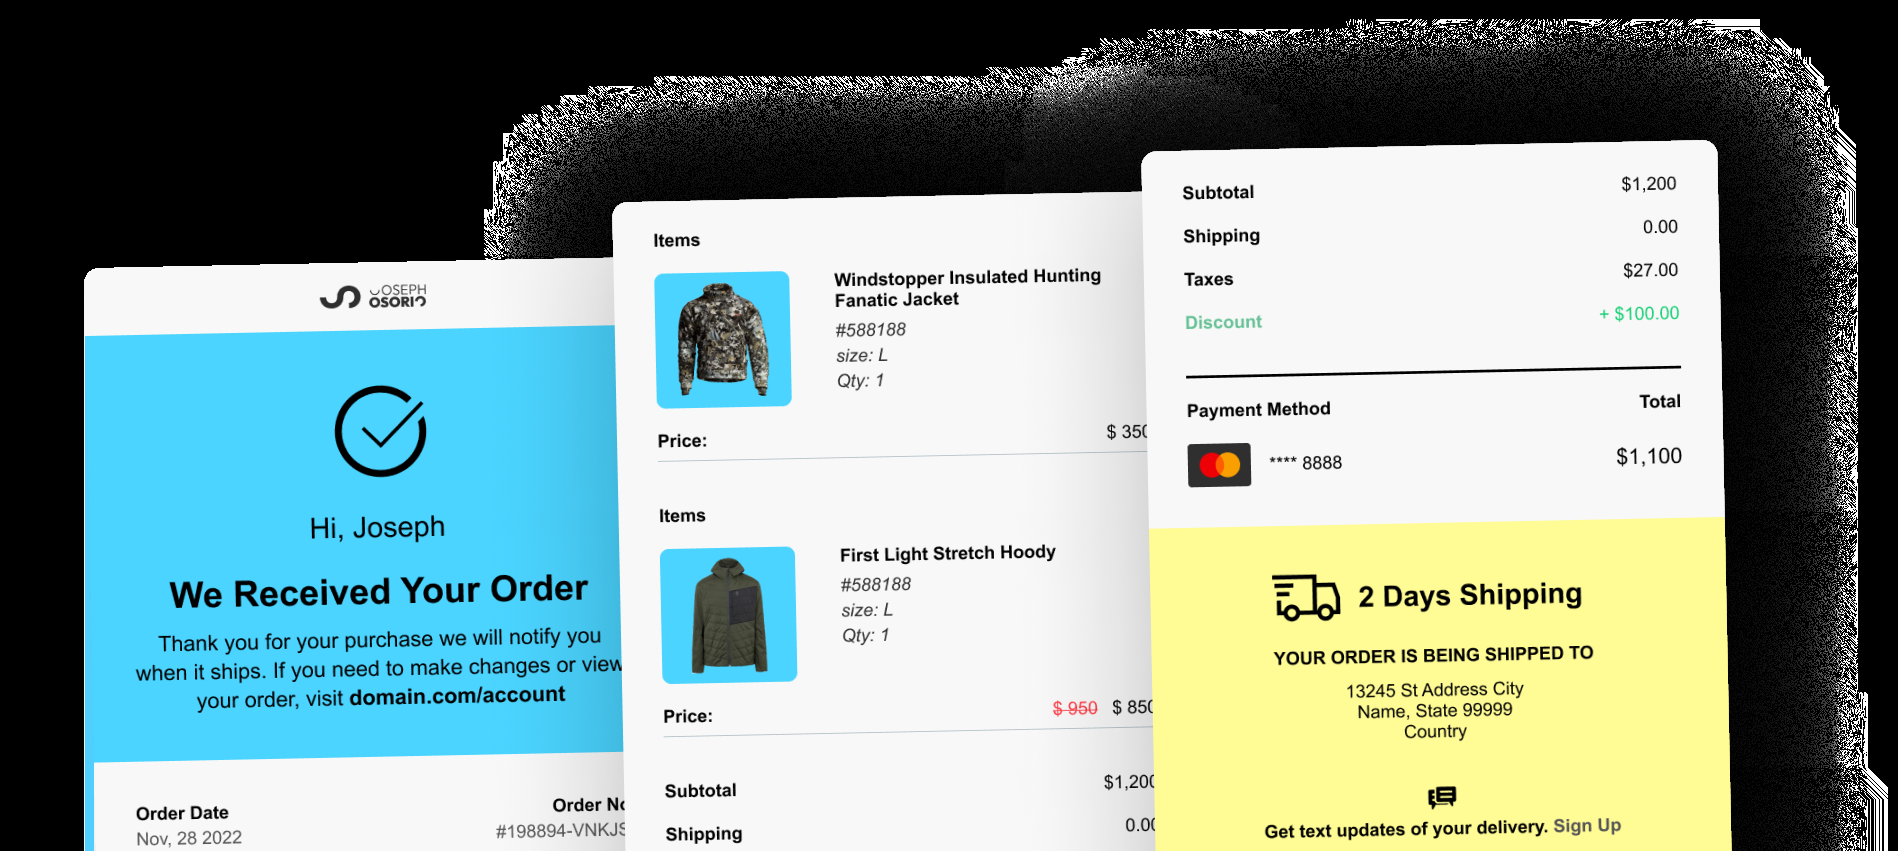 JOSEPH
OSORIO
Hi, Joseph
We Received Your Order
Thank you for your purchase we will notify you
when it ships. If you need to make changes or view
your order, visit domain.com/account
Order Date
Nov, 28 2022
Order
#198894-VNKJS
Items
Windstopper Insulated Hunting
Fanatic Jacket
#588188
size: L
Qty: 1
Price:
$ 350
Items
First Light Stretch Hoody
#588188
size: L
Qty: 1
Price:
$ 950 $ 850
Subtotal
$1,200
Shipping
0.00
Subtotal
$1,200
Shipping
0.00
Taxes
$27.00
Discount
+ $100.00
Payment Method
Total
**** 8888
$1,100
2 Days Shipping
YOUR ORDER IS BEING SHIPPED TO
13245 St Address City
Name, State 99999
Country
Get text updates of your delivery. Sign Up